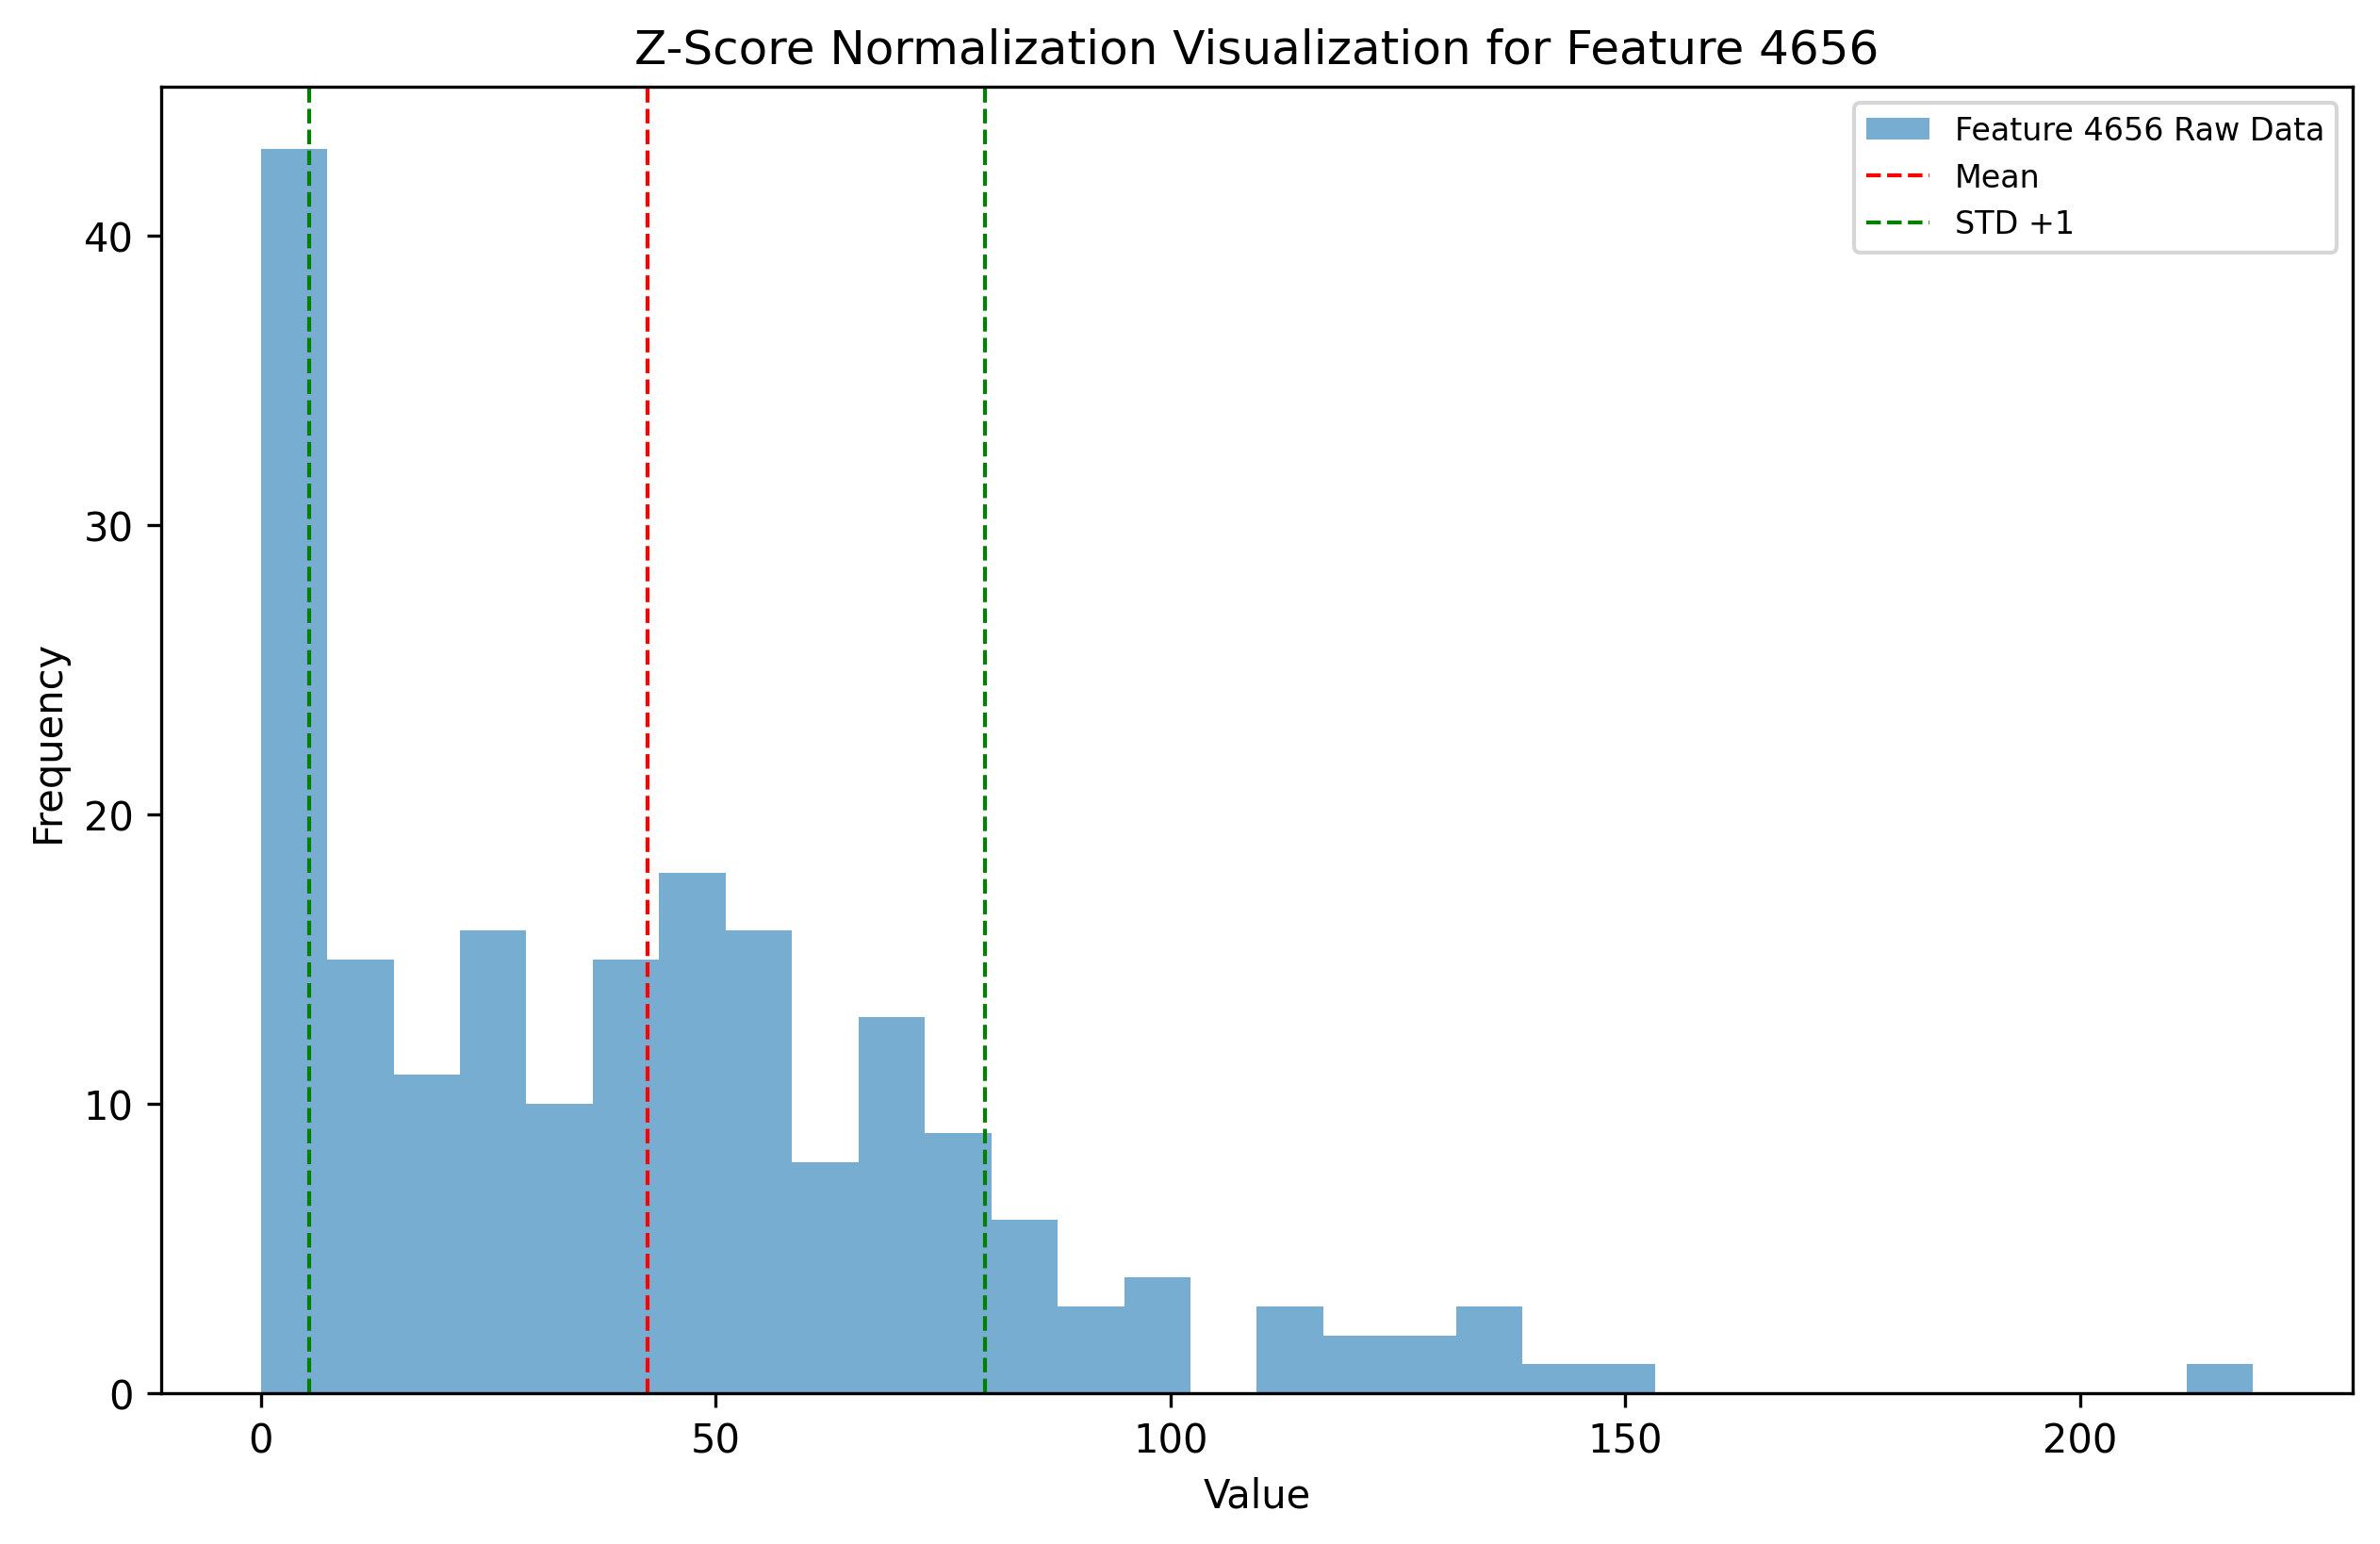 Z-Score Normalization Visualization for Feature 4656
Feature 4656 Raw Data
Mean
STD +1
Frequency
40
30
20
10
0
0 50 100 150 200
Value